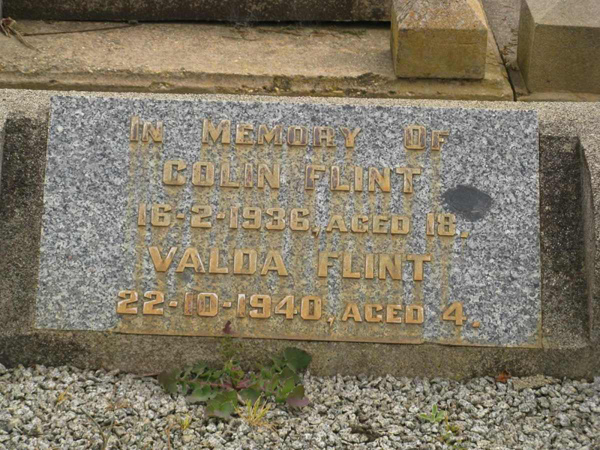 IN MEMORY OF
COLIN FLINT
16-2-1936, AGED 18.
VALDA FLINT
22-10-1940, AGED 4.